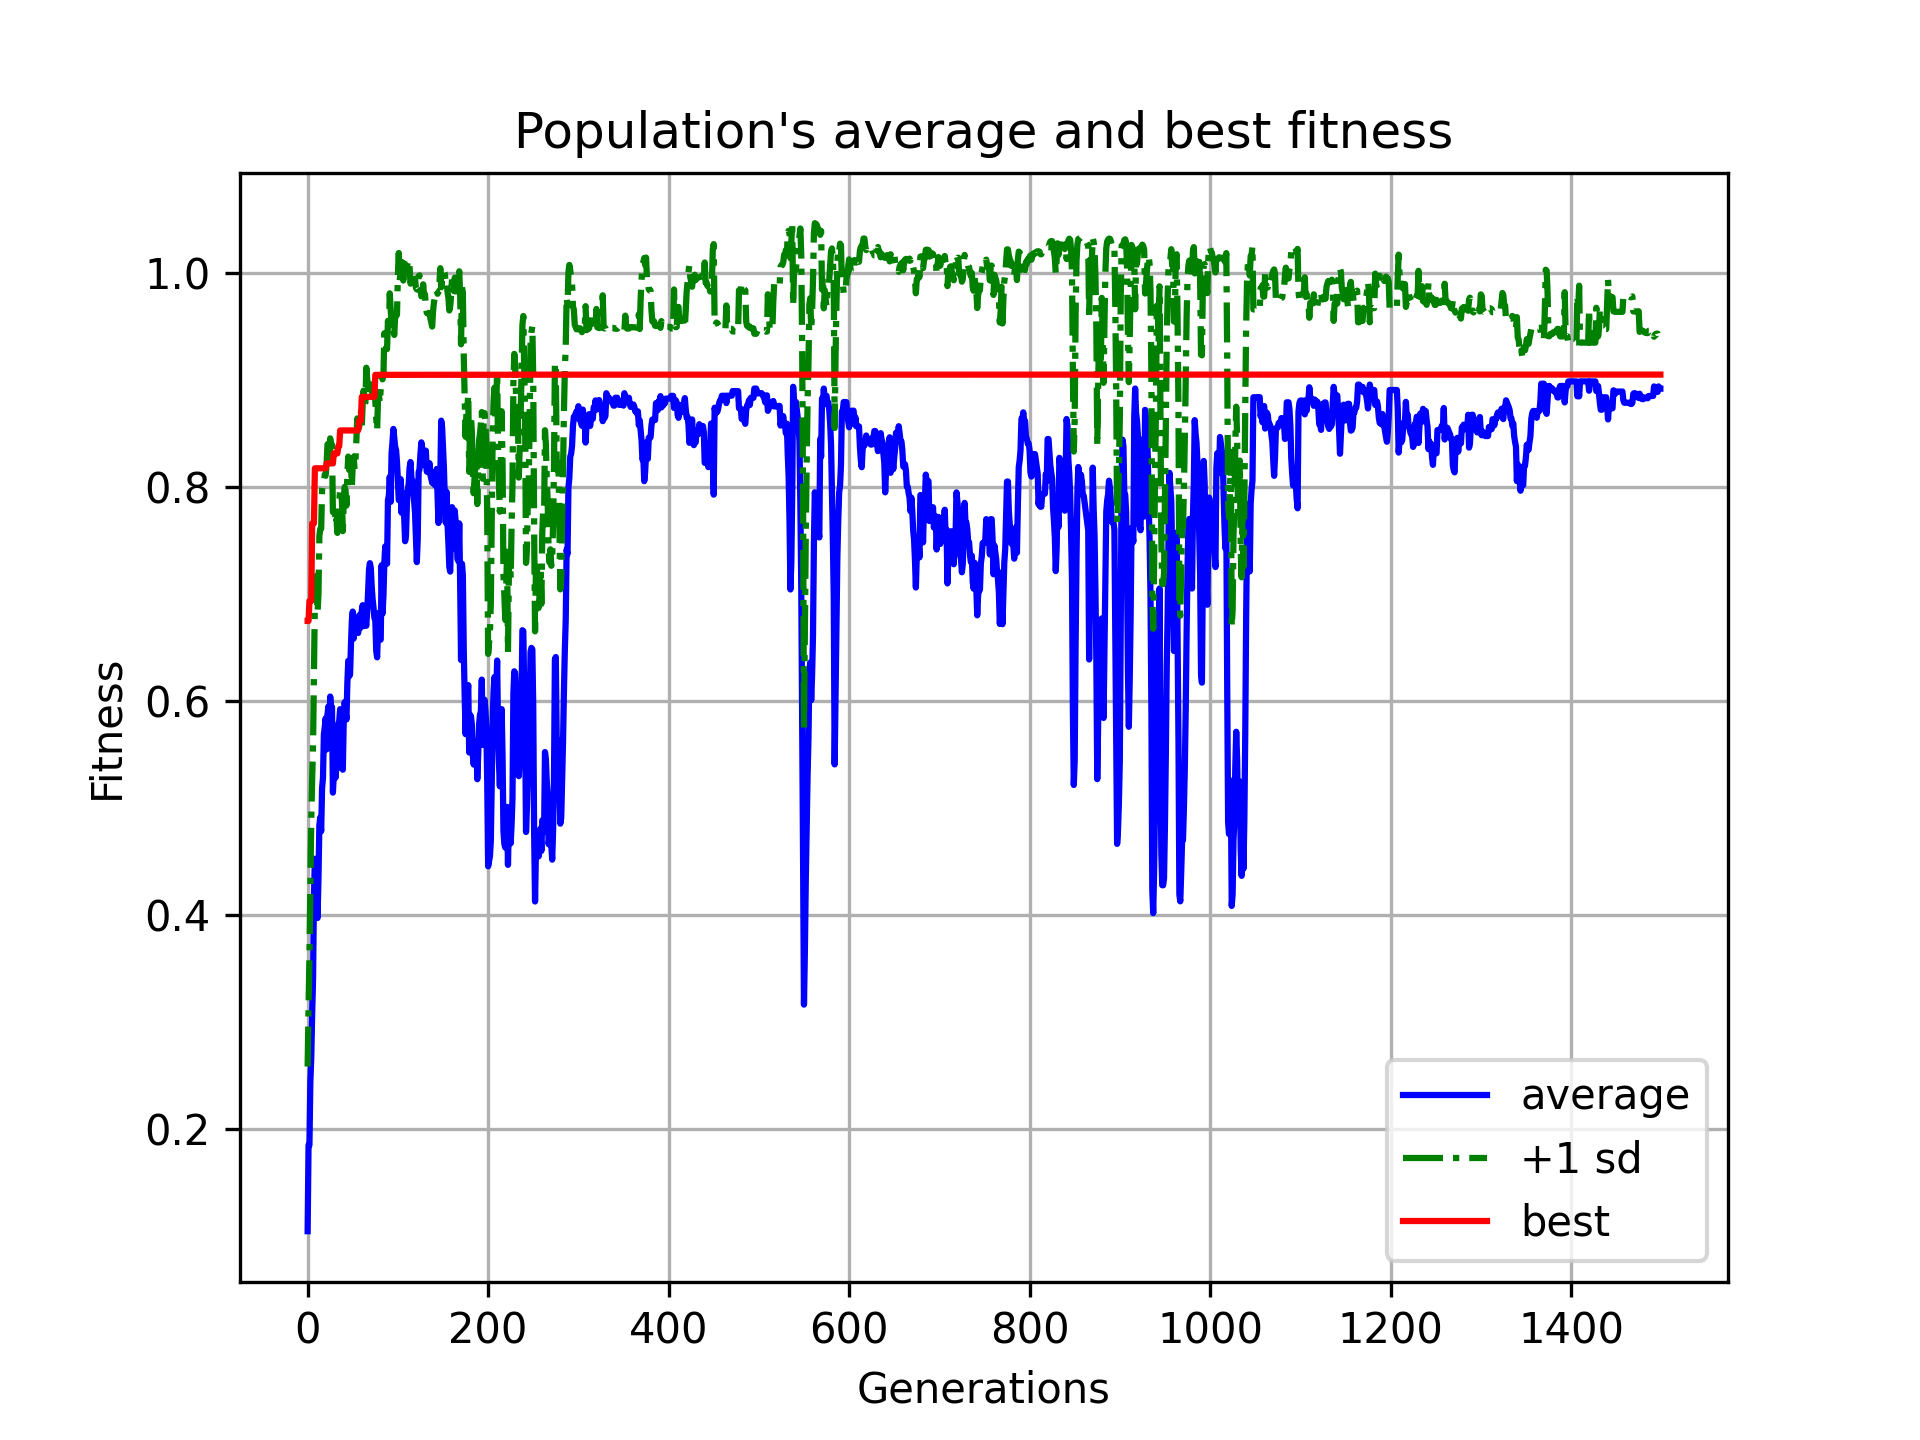 Population's average and best fitness
1.0
0.8
0.6
0.4
0.2
Fitness
average
+1 sd
best
0 200 400 600 800 1000 1200 1400
Generations